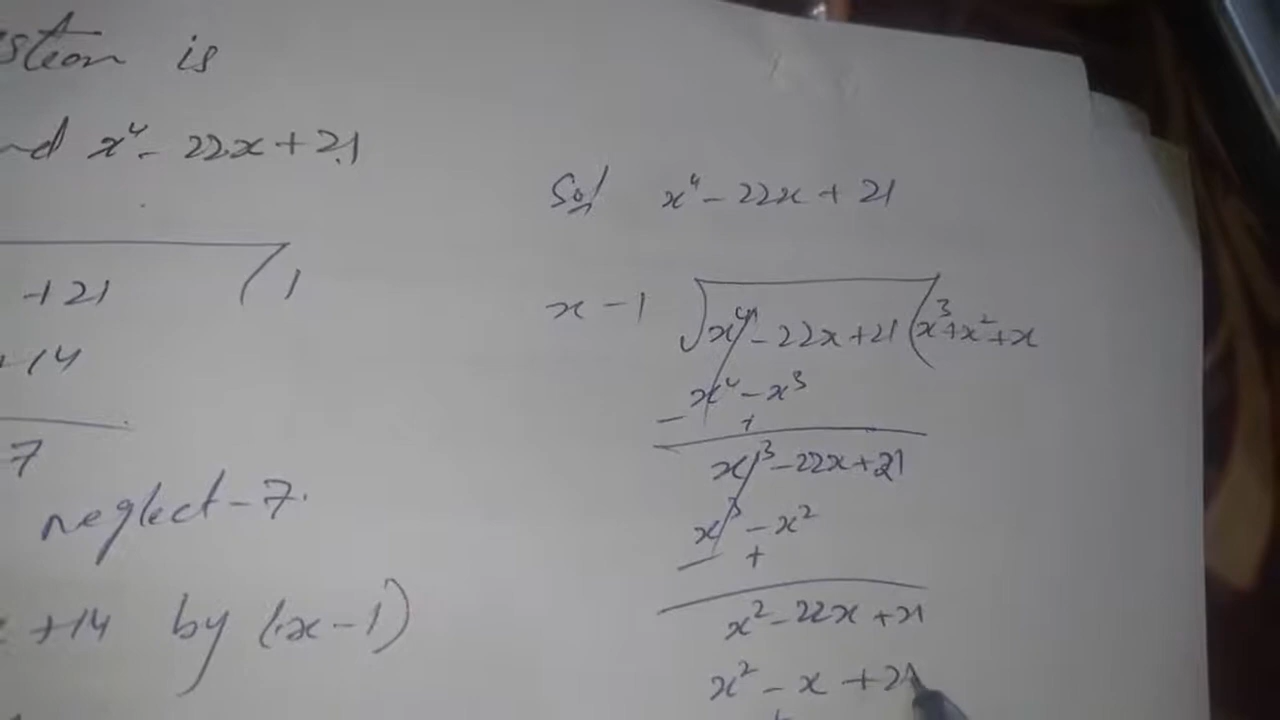 is
x⁴ - 22x + 21
+21 ( 1
+14
7
neglect - 7.
+14 by (x - 1)
Sol x⁴ - 22x + 21
x - 1 x⁴ - 22x + 21 ( x³ + x² + x
x⁴ - x³
- +
x³ - 22x + 21
x³ - x²
- +
x² - 22x + 21
x² - x + 21